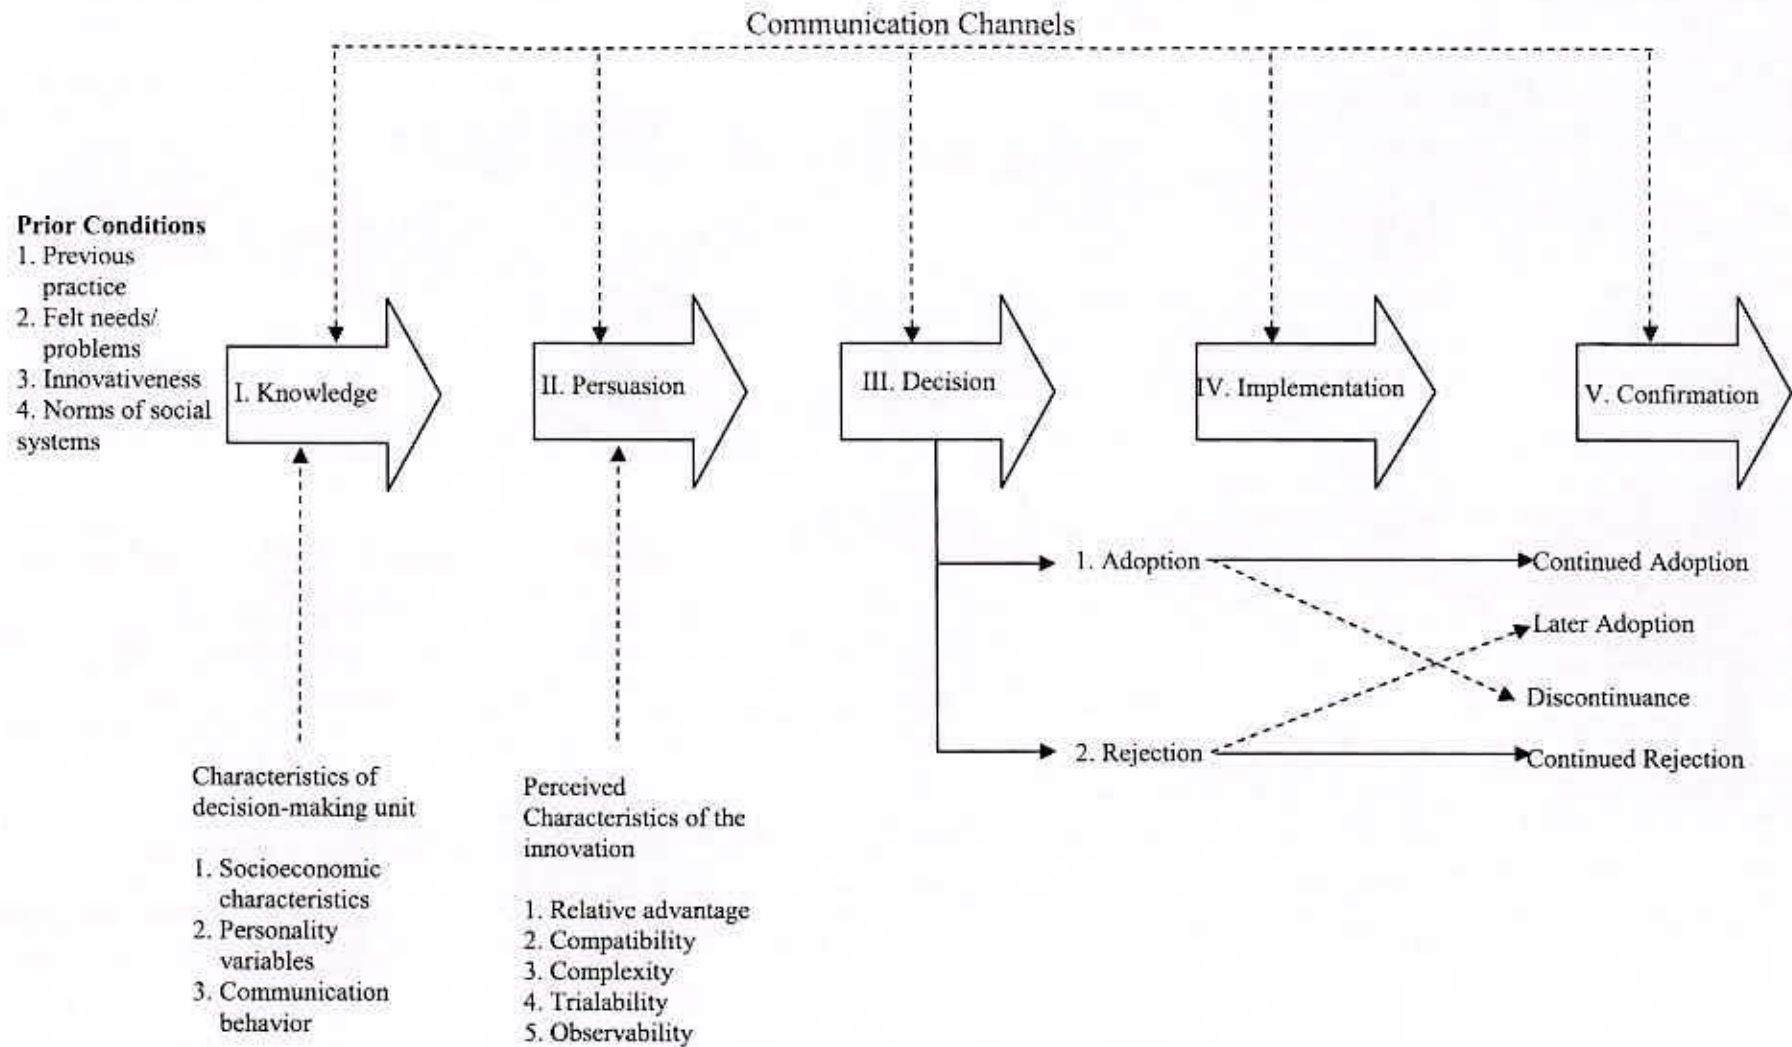 Communication Channels
Prior Conditions
1. Previous
practice
2. Felt needs/
problems
3. Innovativeness
4. Norms of social
systems
I. Knowledge
II. Persuasion
III. Decision
IV. Implementation
V. Confirmation
1. Adoption
Continued Adoption
Later Adoption
Discontinuance
2. Rejection
Continued Rejection
Characteristics of
decision-making unit
1. Socioeconomic
characteristics
2. Personality
variables
3. Communication
behavior
Perceived
Characteristics of the
innovation
1. Relative advantage
2. Compatibility
3. Complexity
4. Trialability
5. Observability